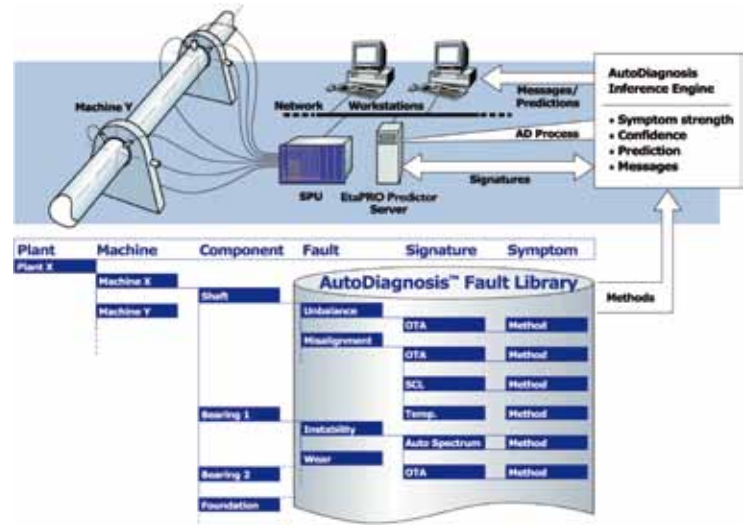 AutoDiagnosis
Inference Engine
• Symptom strength
• Confidence
• Prediction
• Messages
Machine Y
Network
Workstations
Messages/
Predictions
AD Process
Signatures
SPU
EtaPRO Predictor
Server
Plant Machine Component Fault Signature Symptom
Plant X
AutoDiagnosis™ Fault Library
Methods
Machine X
Shaft
Machine Y
Unbalance
OTA Method
Misalignment
OTA Method
SCL Method
Bearing 1
Temp. Method
Instability
Auto Spectrum Method
Wear
Bearing 2
OTA Method
Foundation